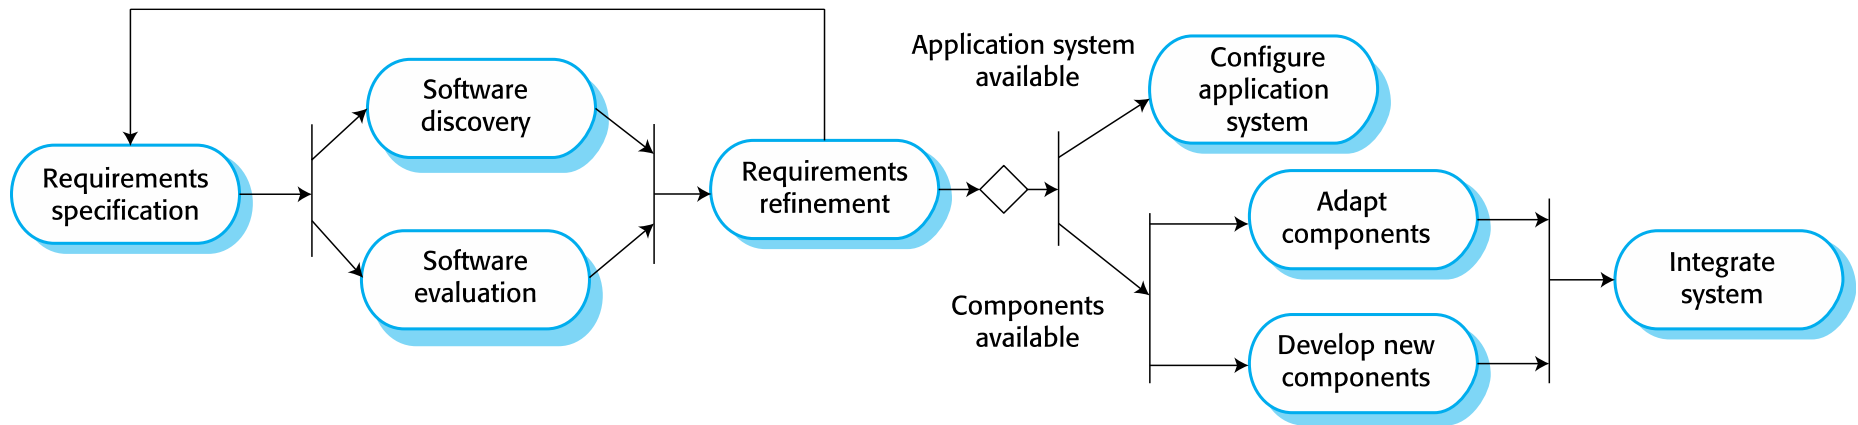 Requirements
specification
Software
discovery
Software
evaluation
Requirements
refinement
Application system
available
Configure
application
system
Components
available
Adapt
components
Develop new
components
Integrate
system